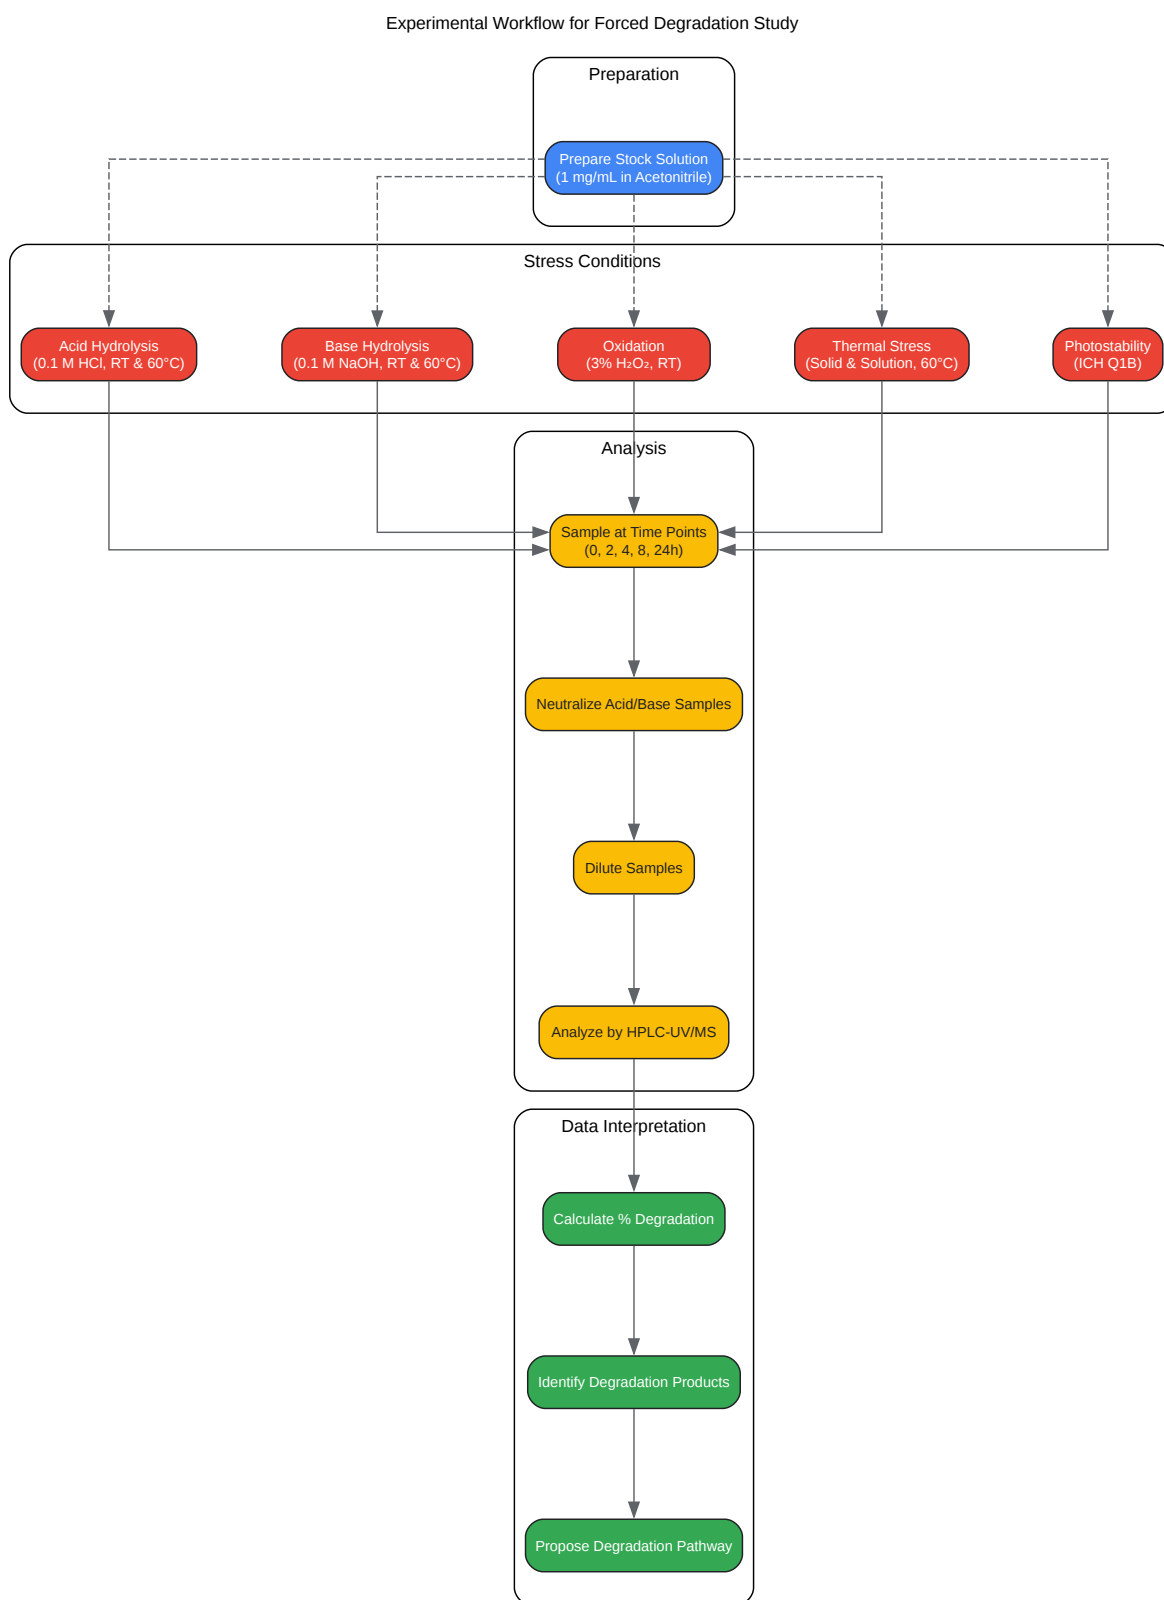 Experimental Workflow for Forced Degradation Study
Preparation
Prepare Stock Solution
(1 mg/mL in Acetonitrile)
Stress Conditions
Acid Hydrolysis
(0.1 M HCl, RT & 60°C)
Base Hydrolysis
(0.1 M NaOH, RT & 60°C)
Oxidation
(3% H₂O₂, RT)
Thermal Stress
(Solid & Solution, 60°C)
Photostability
(ICH Q1B)
Analysis
Sample at Time Points
(0, 2, 4, 8, 24h)
Neutralize Acid/Base Samples
Dilute Samples
Analyze by HPLC-UV/MS
Data Interpretation
Calculate % Degradation
Identify Degradation Products
Propose Degradation Pathway